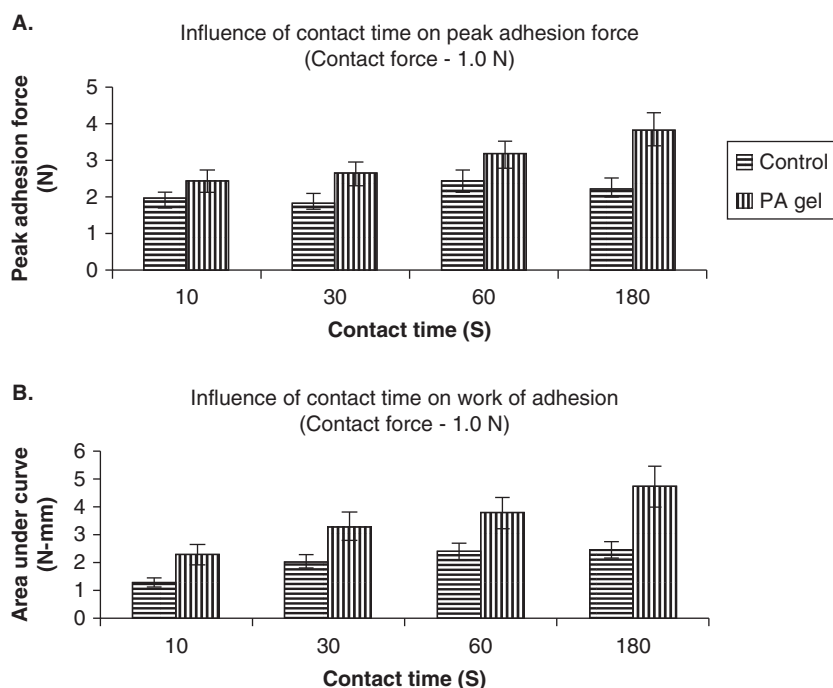 A.
Influence of contact time on peak adhesion force
(Contact force - 1.0 N)
Peak adhesion force
(N)
5
4
3
2
1
0
10 30 60 180
Contact time (S)
Control
PA gel
B.
Influence of contact time on work of adhesion
(Contact force - 1.0 N)
Area under curve
(N-mm)
6
5
4
3
2
1
0
10 30 60 180
Contact time (S)